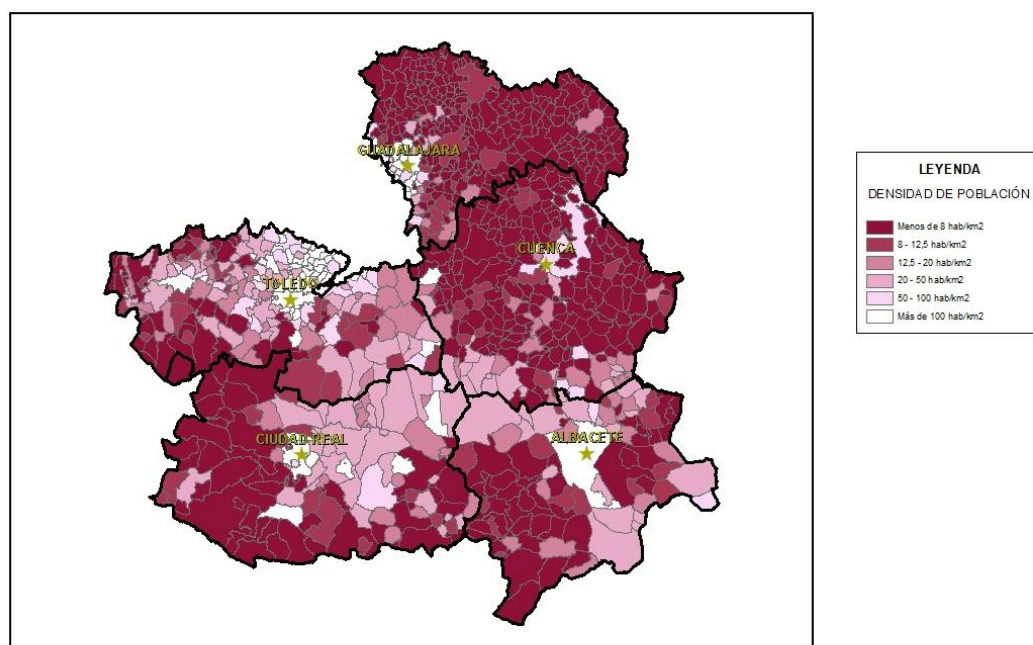 GUADALAJARA
CUENCA
TOLEDO
CIUDAD REAL
ALBACETE
LEYENDA
DENSIDAD DE POBLACIÓN
Menos de 8 hab/km2
8 - 12,5 hab/km2
12,5 - 20 hab/km2
20 - 50 hab/km2
50 - 100 hab/km2
Más de 100 hab/km2